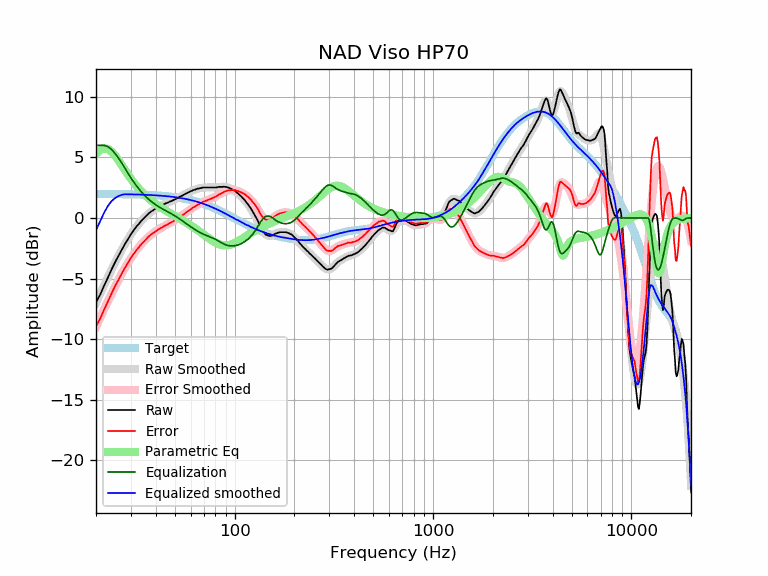 NAD Viso HP70
Amplitude (dBr)
10
5
0
−5
−10
−15
−20
Target
Raw Smoothed
Error Smoothed
Raw
Error
Parametric Eq
Equalization
Equalized smoothed
100
1000
10000
Frequency (Hz)